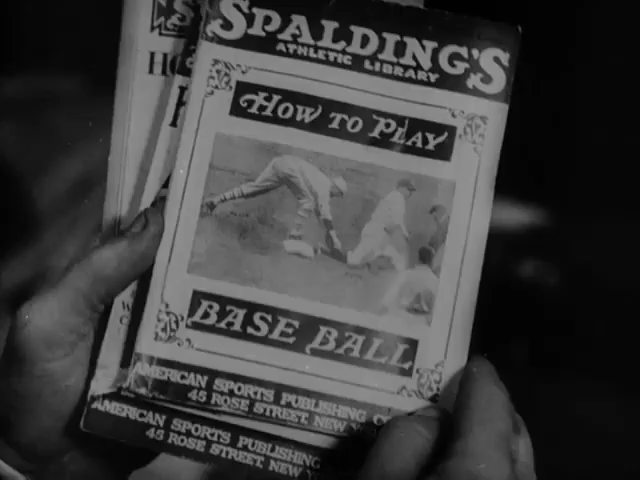 SPALDING'S
ATHLETIC LIBRARY
HOW TO PLAY
BASE BALL
AMERICAN SPORTS PUBLISHING
45 ROSE STREET, NEW
AMERICAN SPORTS PUBLISHING
45 ROSE STREET, NEW